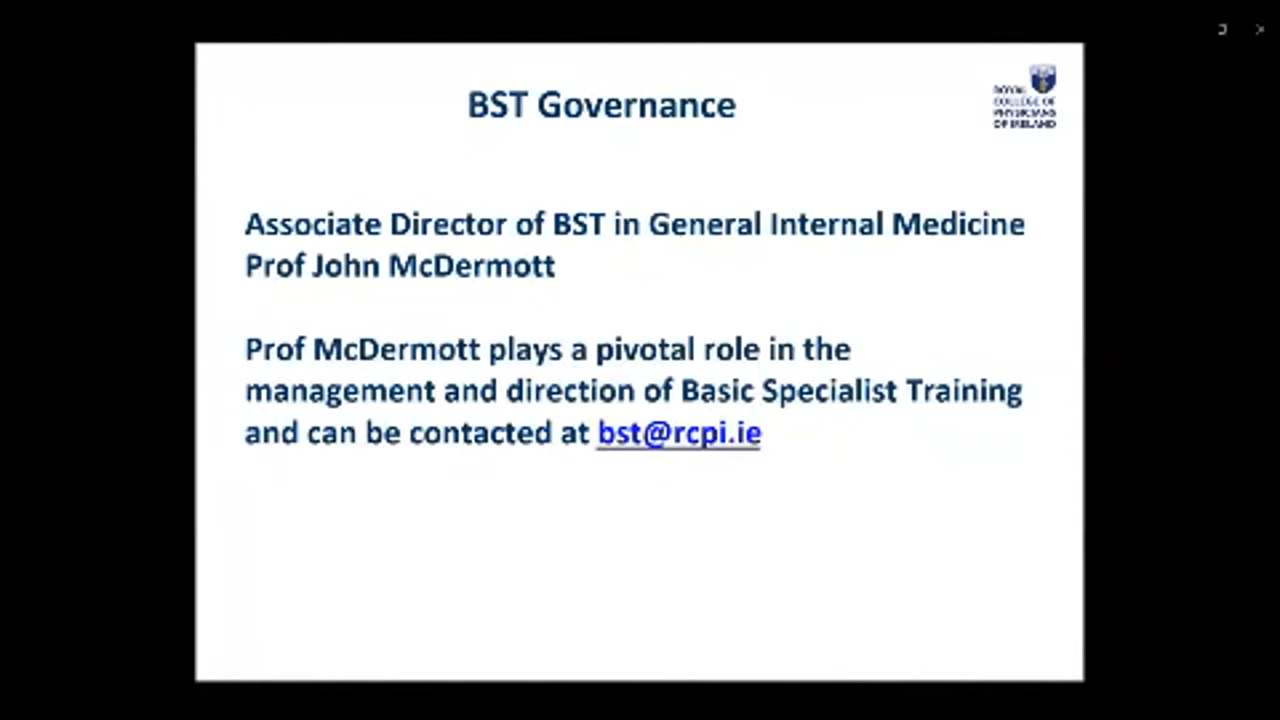 BST Governance
ROYAL
COLLEGE OF
PHYSICIANS
OF IRELAND
Associate Director of BST in General Internal Medicine
Prof John McDermott
Prof McDermott plays a pivotal role in the
management and direction of Basic Specialist Training
and can be contacted at bst@rcpi.ie